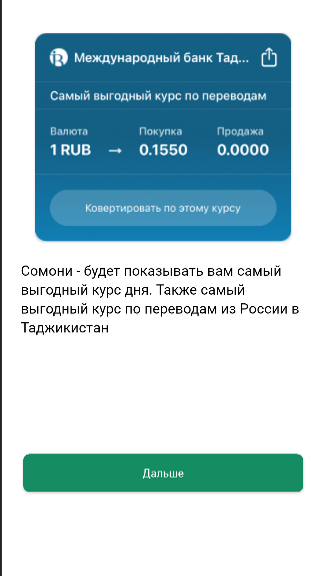 Международный банк Тад...
Самый выгодный курс по переводам
Валюта Покупка Продажа
1 RUB → 0.1550 0.0000
Ковертировать по этому курсу
Сомони - будет показывать вам самый
выгодный курс дня. Также самый
выгодный курс по переводам из России в
Таджикистан
Дальше